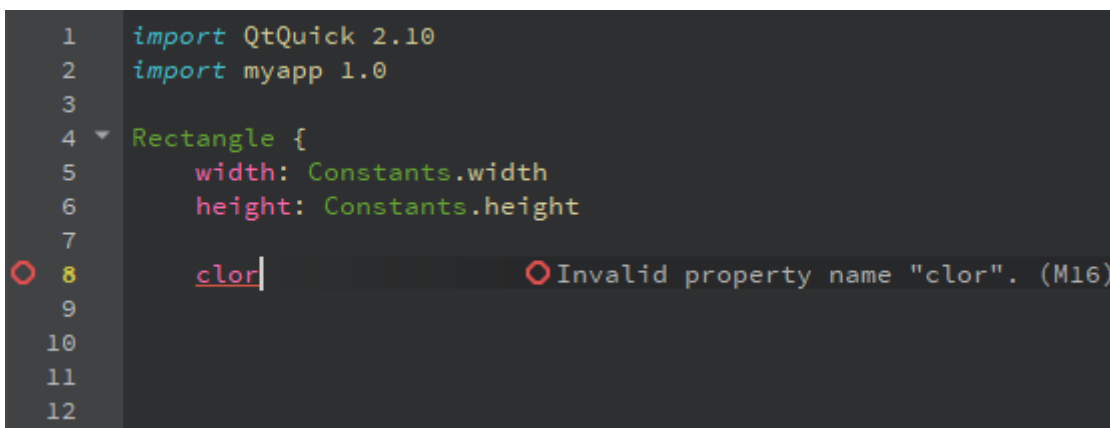 1 import QtQuick 2.10
2 import myapp 1.0
3
4 Rectangle {
5     width: Constants.width
6     height: Constants.height
7
8     clor Invalid property name "clor". (M16)
9
10
11
12